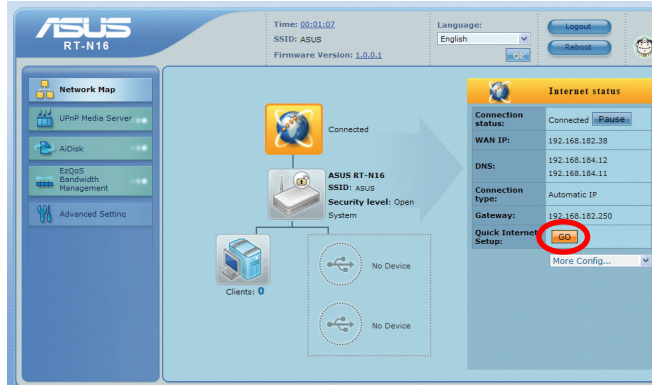 ASUS
RT-N16
Time: 00:01:07
SSID: ASUS
Firmware Version: 1.0.0.1
Language:
English
OK
Logout
Reboot
Network Map
UPnP Media Server
AiDisk
EzQoS
Bandwidth
Management
Advanced Setting
Connected
ASUS RT-N16
SSID: ASUS
Security level: Open
System
Clients: 0
No Device
No Device
Internet status
Connection
status:
Connected Pause
WAN IP: 192.168.182.38
DNS:
192.168.184.12
192.168.184.11
Connection
type:
Automatic IP
Gateway: 192.168.182.250
Quick Internet
Setup:
GO
More Config...